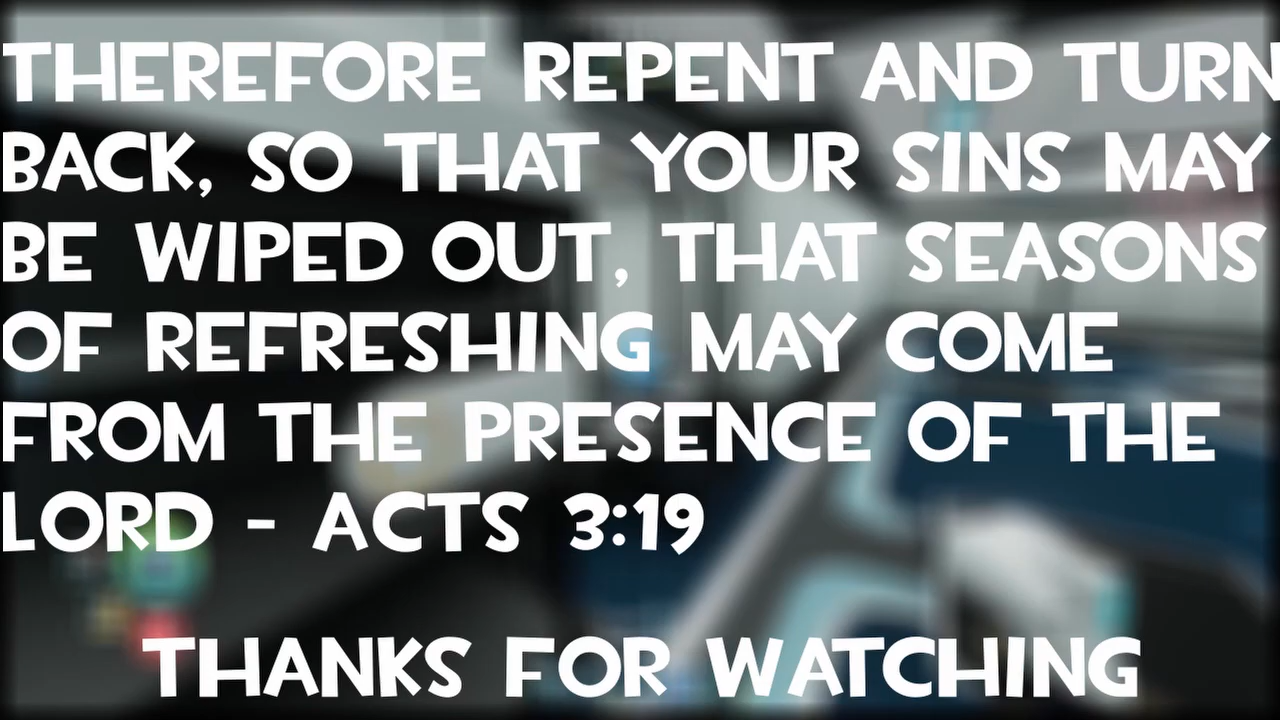 THEREFORE REPENT AND TURN
BACK, SO THAT YOUR SINS MAY
BE WIPED OUT, THAT SEASONS
OF REFRESHING MAY COME
FROM THE PRESENCE OF THE
LORD - ACTS 3:19
THANKS FOR WATCHING